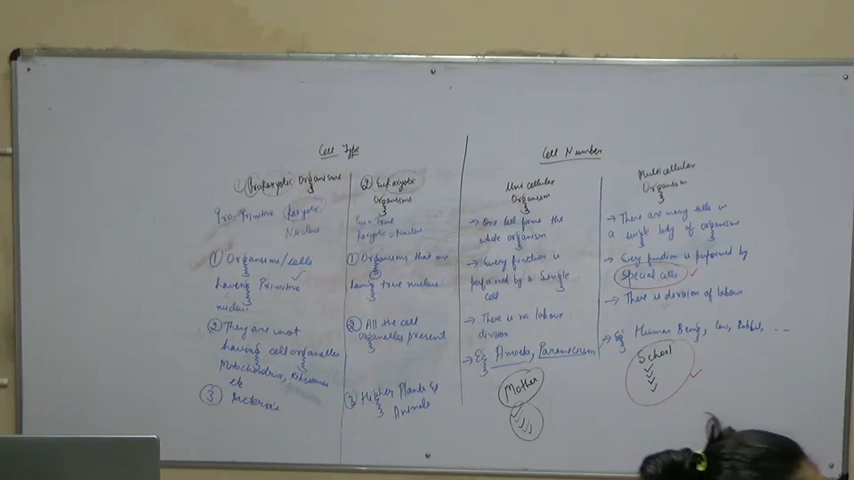 Cell Type
① Prokaryotic Organisms
Pro- Primitive karyotic
Nucleus
① Organisms/cells
having Primitive
nucleus
② They are not
having cell organelles
Mitochondria, Ribosomes
etc
③ Bacteria
② Eukaryotic
Organisms
Eu = True
karyotic = Nucleus
① Organisms that are
having true nucleus
② All the cell
organelles present
③ Higher Plants &
Animals
Cell Number
Unicellular
Organism
→ One cell forms the
whole organism
→ Every function is
performed by a Single
cell
→ There is no labour
division
→ Eg Amoeba, Paramecium
Mother
Multicellular
Organism
→ There are many cells in
a single body of organisms
→ Every function is performed by
Special cells
→ There is division of labour
→ Eg Human Being, Cow, ...
School